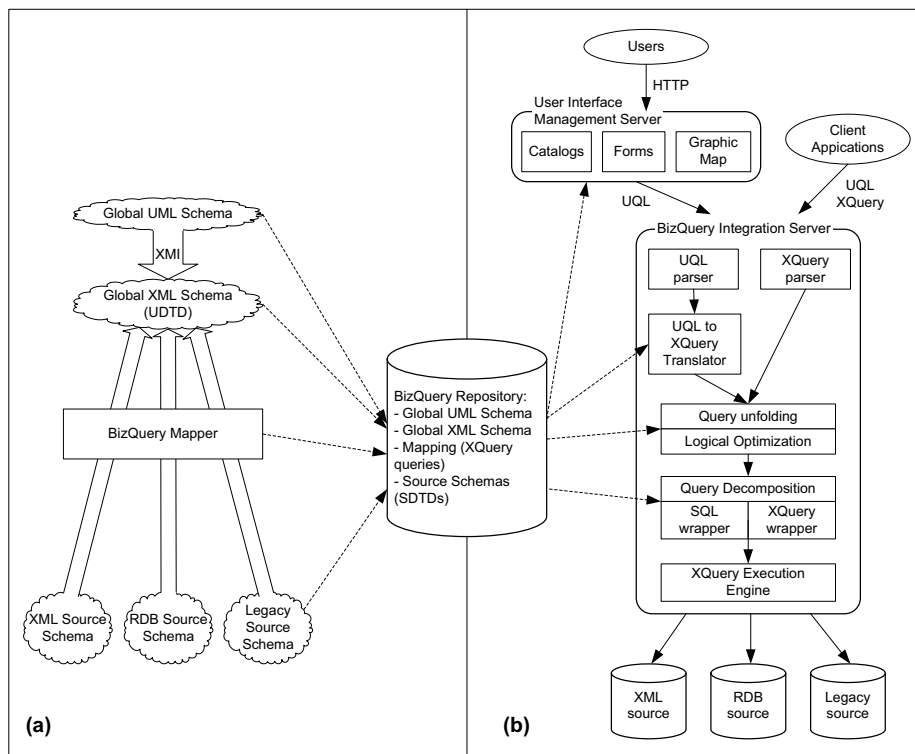 Global UML Schema
XMI
Global XML Schema
(UDTD)
BizQuery Mapper
XML Source
Schema
RDB Source
Schema
Legacy
Source
Schema
(a)
BizQuery Repository:
- Global UML Schema
- Global XML Schema
- Mapping (XQuery
queries)
- Source Schemas
(SDTDs)
Users
HTTP
User Interface
Management Server
Catalogs
Forms
Graphic
Map
Client
Appications
UQL
UQL
XQuery
BizQuery Integration Server
UQL
parser
XQuery
parser
UQL to
XQuery
Translator
Query unfolding
Logical Optimization
Query Decomposition
SQL
wrapper
XQuery
wrapper
XQuery Execution
Engine
XML
source
RDB
source
Legacy
source
(b)